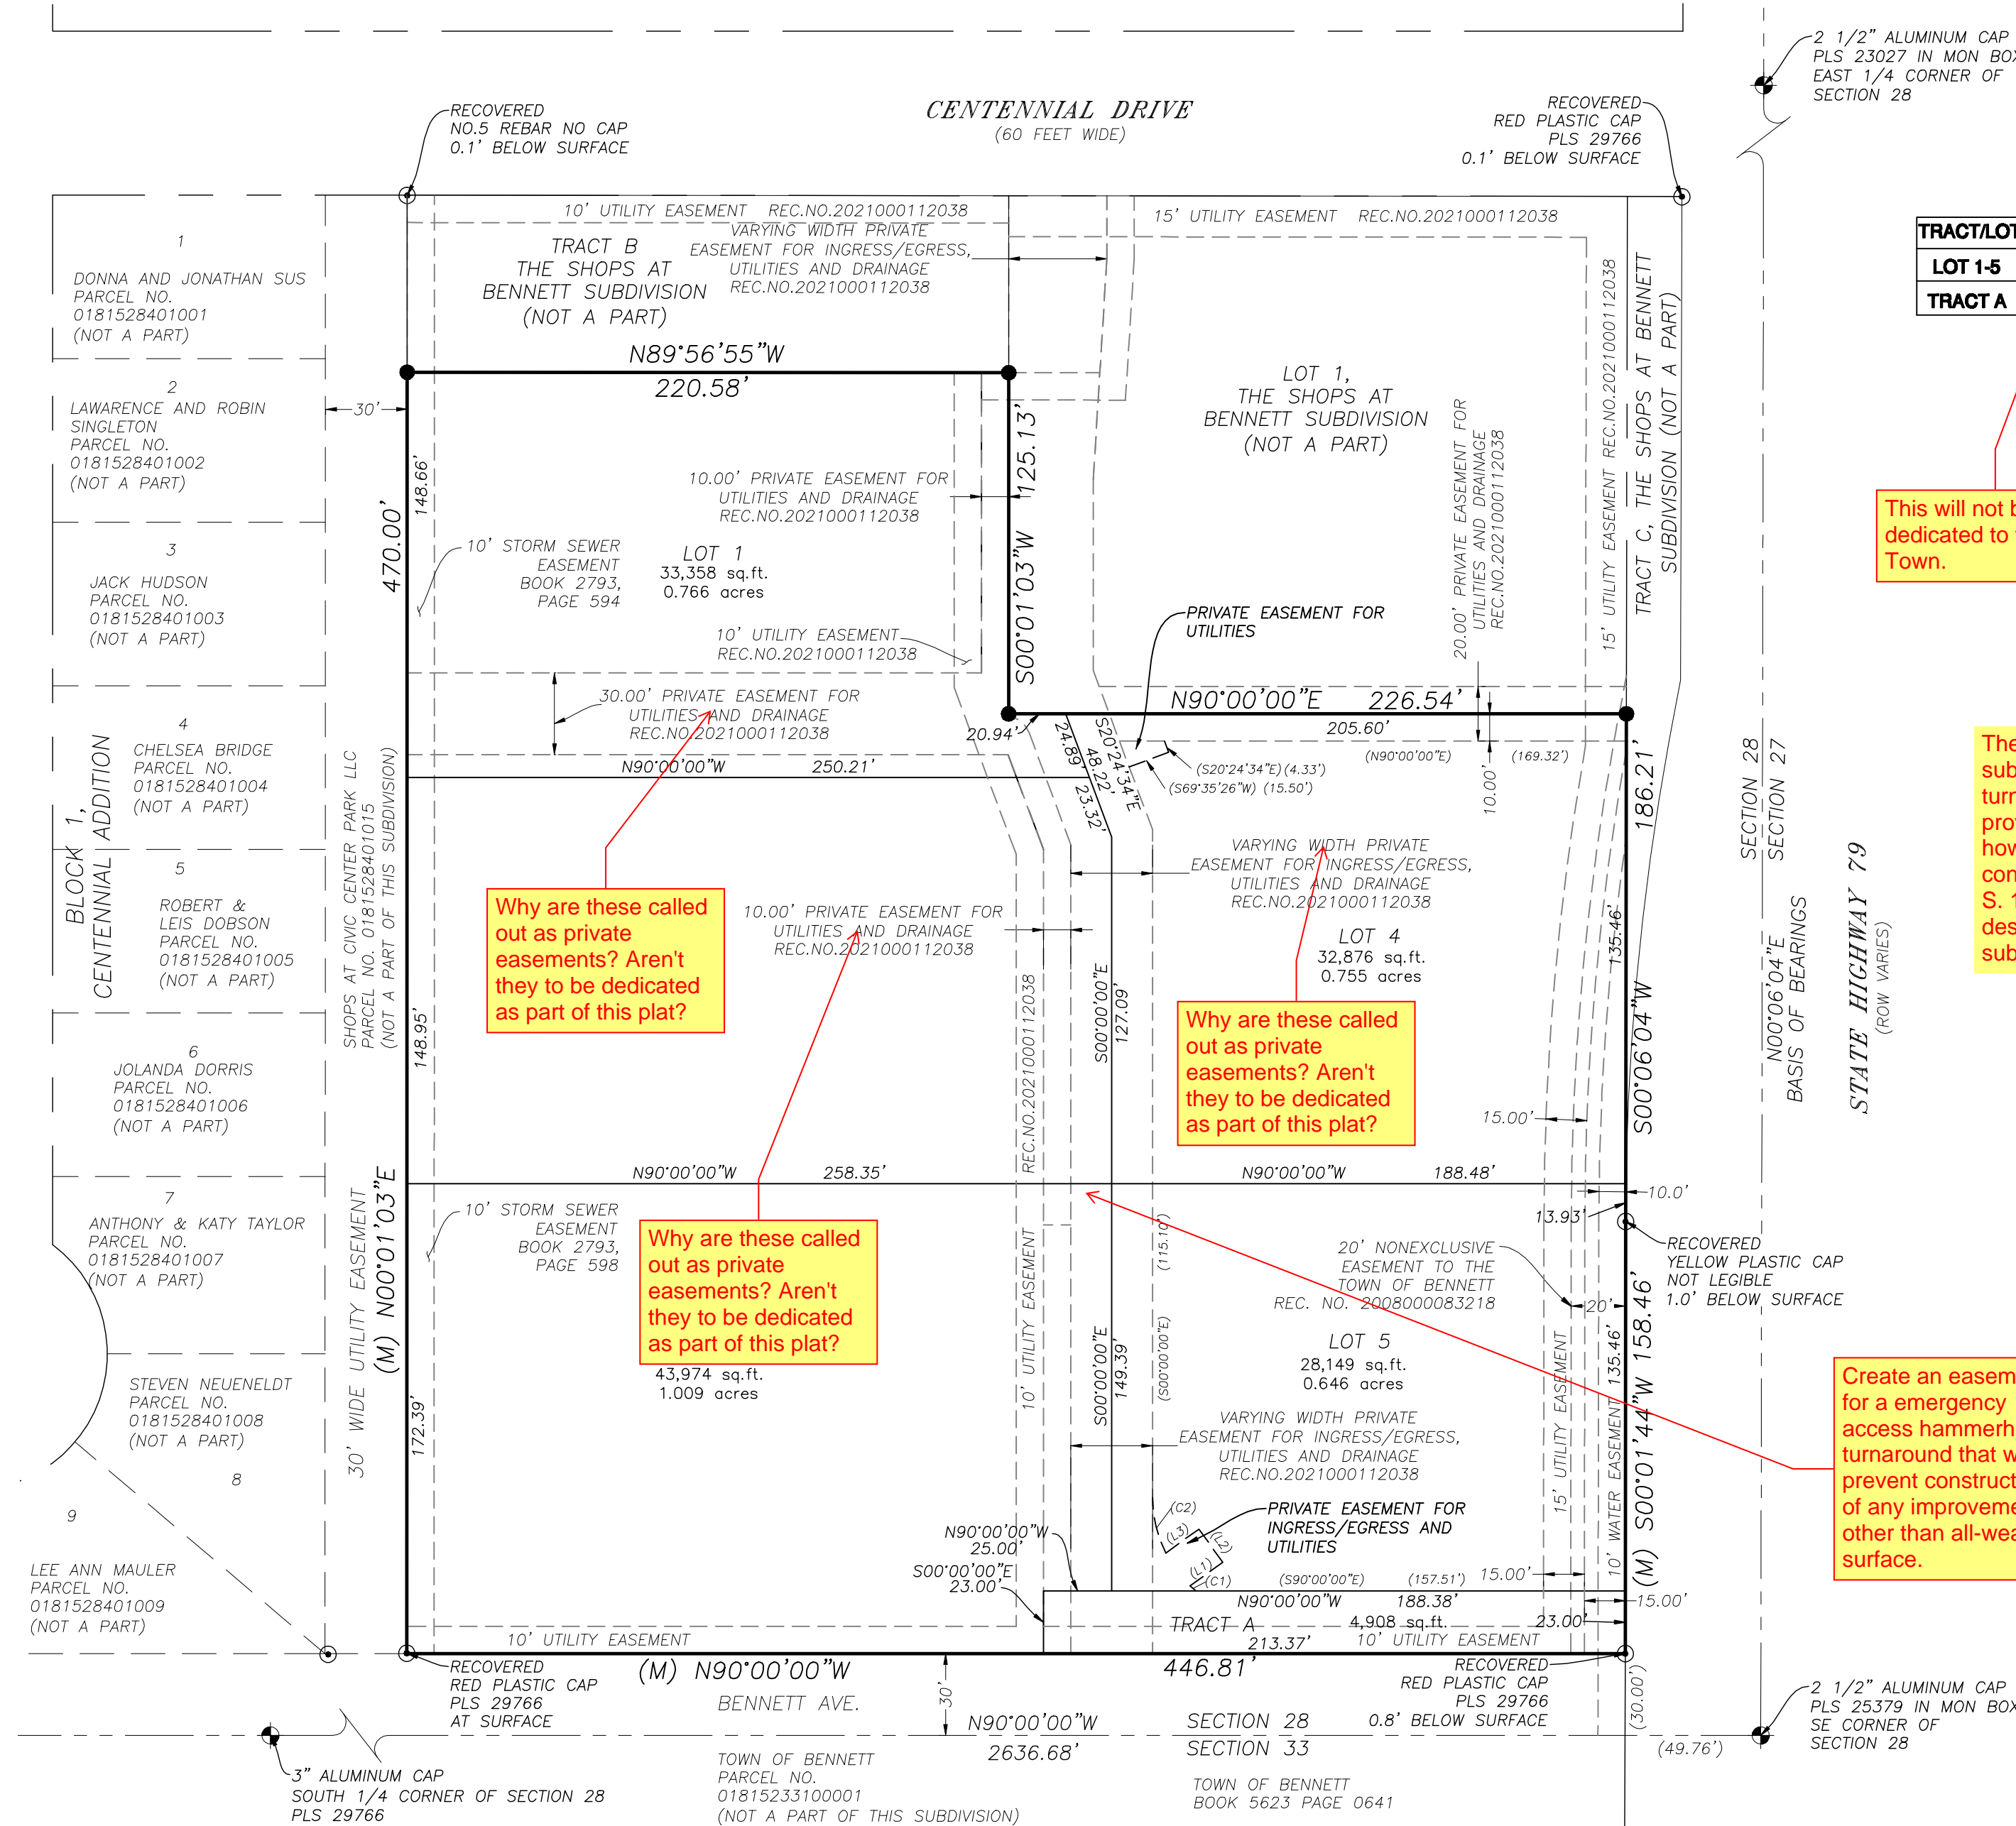 2 1/2" ALUMINUM CAP
PLS 23027 IN MON BOX
EAST 1/4 CORNER OF
SECTION 28
RECOVERED
NO.5 REBAR NO CAP
0.1' BELOW SURFACE
CENTENNIAL DRIVE
(60 FEET WIDE)
RECOVERED
RED PLASTIC CAP
PLS 29766
0.1' BELOW SURFACE
10' UTILITY EASEMENT REC.NO.2021000112038
15' UTILITY EASEMENT REC.NO.2021000112038
TRACT B
THE SHOPS AT
BENNETT SUBDIVISION
(NOT A PART)
VARYING WIDTH PRIVATE
EASEMENT FOR INGRESS/EGRESS,
UTILITIES AND DRAINAGE
REC.NO.2021000112038
TRACT/LOT
LOT 1-5
TRACT A
1
DONNA AND JONATHAN SUS
PARCEL NO.
0181528401001
(NOT A PART)
2
LAWARENCE AND ROBIN
SINGLETON
PARCEL NO.
0181528401002
(NOT A PART)
3
JACK HUDSON
PARCEL NO.
0181528401003
(NOT A PART)
4
CHELSEA BRIDGE
PARCEL NO.
0181528401004
(NOT A PART)
5
ROBERT &
LEIS DOBSON
PARCEL NO.
0181528401005
(NOT A PART)
6
JOLANDA DORRIS
PARCEL NO.
0181528401006
(NOT A PART)
7
ANTHONY & KATY TAYLOR
PARCEL NO.
0181528401007
(NOT A PART)
STEVEN NEUENELDT
PARCEL NO.
0181528401008
(NOT A PART)
8
9
LEE ANN MAULER
PARCEL NO.
0181528401009
(NOT A PART)
BLOCK 1,
CENTENNIAL ADDITION
30'
SHOPS AT CIVIC CENTER PARK LLC
PARCEL NO. 0181528401015
(NOT A PART OF THIS SUBDIVISION)
30' WIDE UTILITY EASEMENT
(M) N00°01'03"E
470.00'
148.66'
148.95'
172.39'
N89°56'55"W
220.58'
S00°01'03"W
125.13'
10.00' PRIVATE EASEMENT FOR
UTILITIES AND DRAINAGE
REC.NO.2021000112038
10' STORM SEWER
EASEMENT
BOOK 2793,
PAGE 594
LOT 1
33,358 sq.ft.
0.766 acres
10' UTILITY EASEMENT
REC.NO.2021000112038
30.00' PRIVATE EASEMENT FOR
UTILITIES AND DRAINAGE
REC.NO.2021000112038
N90°00'00"W 250.21'
LOT 1,
THE SHOPS AT
BENNETT SUBDIVISION
(NOT A PART)
20.00' PRIVATE EASEMENT FOR
UTILITIES AND DRAINAGE
REC.NO.2021000112038
15' UTILITY EASEMENT REC.NO.2021000112038
TRACT C, THE SHOPS AT BENNETT
SUBDIVISION (NOT A PART)
PRIVATE EASEMENT FOR
UTILITIES
N90°00'00"E 226.54'
20.94'
205.60'
24.89'
48.22'
S20°24'34"E
23.32'
(S20°24'34"E) (4.33')
(S69°35'26"W) (15.50')
(N90°00'00"E) (169.32')
10.00'
186.21'
SECTION 28
SECTION 27
N00°06'04"E
BASIS OF BEARINGS
STATE HIGHWAY 79
(ROW VARIES)
This will not b
dedicated to
Town.
The
sub
turn
pro
how
con
S. 1
des
sub
Why are these called
out as private
easements? Aren't
they to be dedicated
as part of this plat?
10.00' PRIVATE EASEMENT FOR
UTILITIES AND DRAINAGE
REC.NO.2021000112038
VARYING WIDTH PRIVATE
EASEMENT FOR INGRESS/EGRESS,
UTILITIES AND DRAINAGE
REC.NO.2021000112038
LOT 4
32,876 sq.ft.
0.755 acres
Why are these called
out as private
easements? Aren't
they to be dedicated
as part of this plat?
REC.NO.2021000112038
10' UTILITY EASEMENT
S00°00'00"E
127.09'
135.46'
S00°06'04"W
15.00'
N90°00'00"W 258.35'
N90°00'00"W 188.48'
10.0'
13.93'
RECOVERED
YELLOW PLASTIC CAP
NOT LEGIBLE
1.0' BELOW SURFACE
10' STORM SEWER
EASEMENT
BOOK 2793,
PAGE 598
Why are these called
out as private
easements? Aren't
they to be dedicated
as part of this plat?
43,974 sq.ft.
1.009 acres
(115.10')
(S00°00'00"E)
S00°00'00"E
149.39'
20' NONEXCLUSIVE
EASEMENT TO THE
TOWN OF BENNETT
REC. NO. 2008000083218
20'
LOT 5
28,149 sq.ft.
0.646 acres
VARYING WIDTH PRIVATE
EASEMENT FOR INGRESS/EGRESS,
UTILITIES AND DRAINAGE
REC.NO.2021000112038
15' UTILITY EASEMENT
10' WATER EASEMENT
135.46'
(M) S00°01'44"W 158.46'
Create an easem
for a emergency
access hammerh
turnaround that w
prevent construct
of any improveme
other than all-wea
surface.
(C2)
(L3)
(L2)
(L1)
(C1)
PRIVATE EASEMENT FOR
INGRESS/EGRESS AND
UTILITIES
N90°00'00"W
25.00'
S00°00'00"E
23.00'
(S90°00'00"E) (157.51')
15.00'
N90°00'00"W 188.38'
15.00'
TRACT A 4,908 sq.ft.
23.00'
213.37'
10' UTILITY EASEMENT
10' UTILITY EASEMENT
RECOVERED
RED PLASTIC CAP
PLS 29766
AT SURFACE
(M) N90°00'00"W 446.81'
BENNETT AVE.
30'
RECOVERED
RED PLASTIC CAP
PLS 29766
0.8' BELOW SURFACE
(30.00')
(49.76')
N90°00'00"W
2636.68'
SECTION 28
SECTION 33
2 1/2" ALUMINUM CAP
PLS 25379 IN MON BOX
SE CORNER OF
SECTION 28
3" ALUMINUM CAP
SOUTH 1/4 CORNER OF SECTION 28
PLS 29766
TOWN OF BENNETT
PARCEL NO.
01815233100001
(NOT A PART OF THIS SUBDIVISION)
TOWN OF BENNETT
BOOK 5623 PAGE 0641